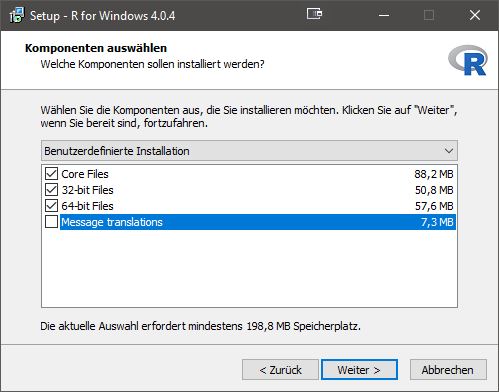 Setup - R for Windows 4.0.4
Komponenten auswählen
Welche Komponenten sollen installiert werden?
R
Wählen Sie die Komponenten aus, die Sie installieren möchten. Klicken Sie auf "Weiter",
wenn Sie bereit sind, fortzufahren.
Benutzerdefinierte Installation
Core Files 88,2 MB
32-bit Files 50,8 MB
64-bit Files 57,6 MB
Message translations 7,3 MB
Die aktuelle Auswahl erfordert mindestens 198,8 MB Speicherplatz.
< Zurück Weiter > Abbrechen